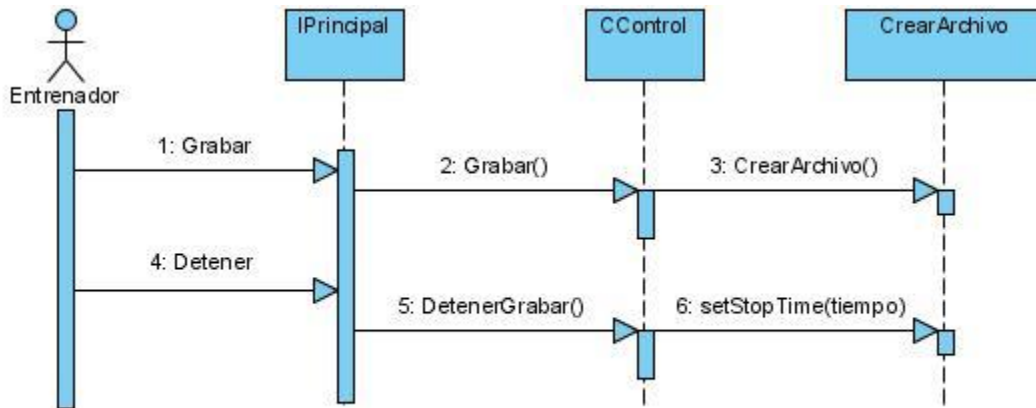 IPrincipal
CControl
CrearArchivo
Entrenador
1: Grabar
2: Grabar()
3: CrearArchivo()
4: Detener
5: DetenerGrabar()
6: setStopTime(tiempo)